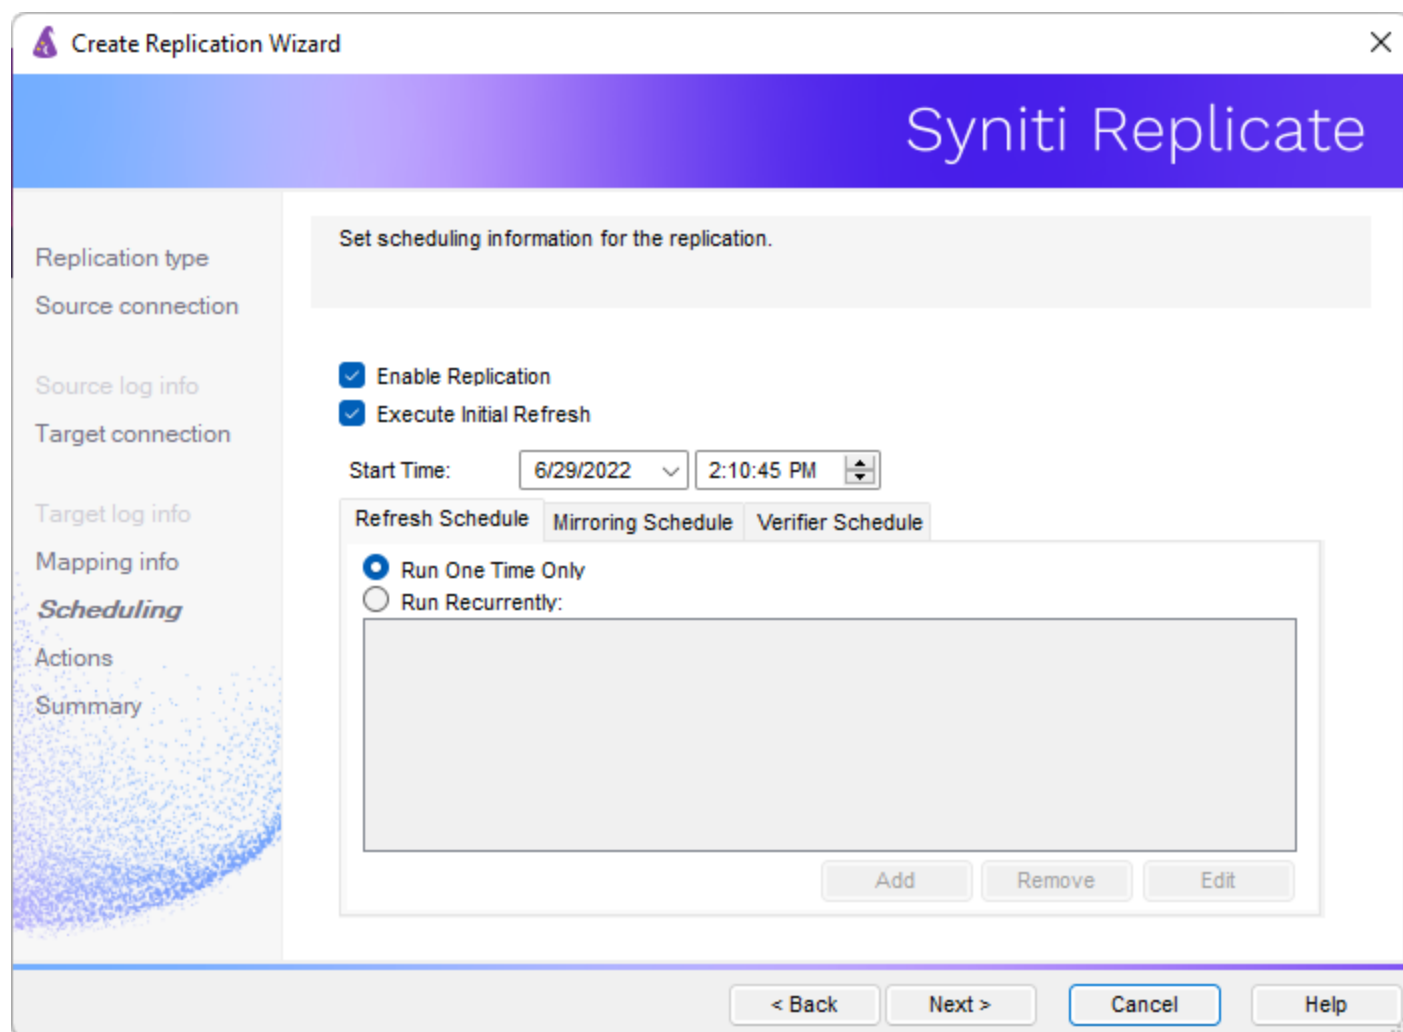 Create Replication Wizard
Syniti Replicate
Replication type
Source connection
Source log info
Target connection
Target log info
Mapping info
Scheduling
Actions
Summary
Set scheduling information for the replication.
Enable Replication
Execute Initial Refresh
Start Time: 6/29/2022 2:10:45 PM
Refresh Schedule Mirroring Schedule Verifier Schedule
Run One Time Only
Run Recurrently:
Add Remove Edit
< Back Next > Cancel Help